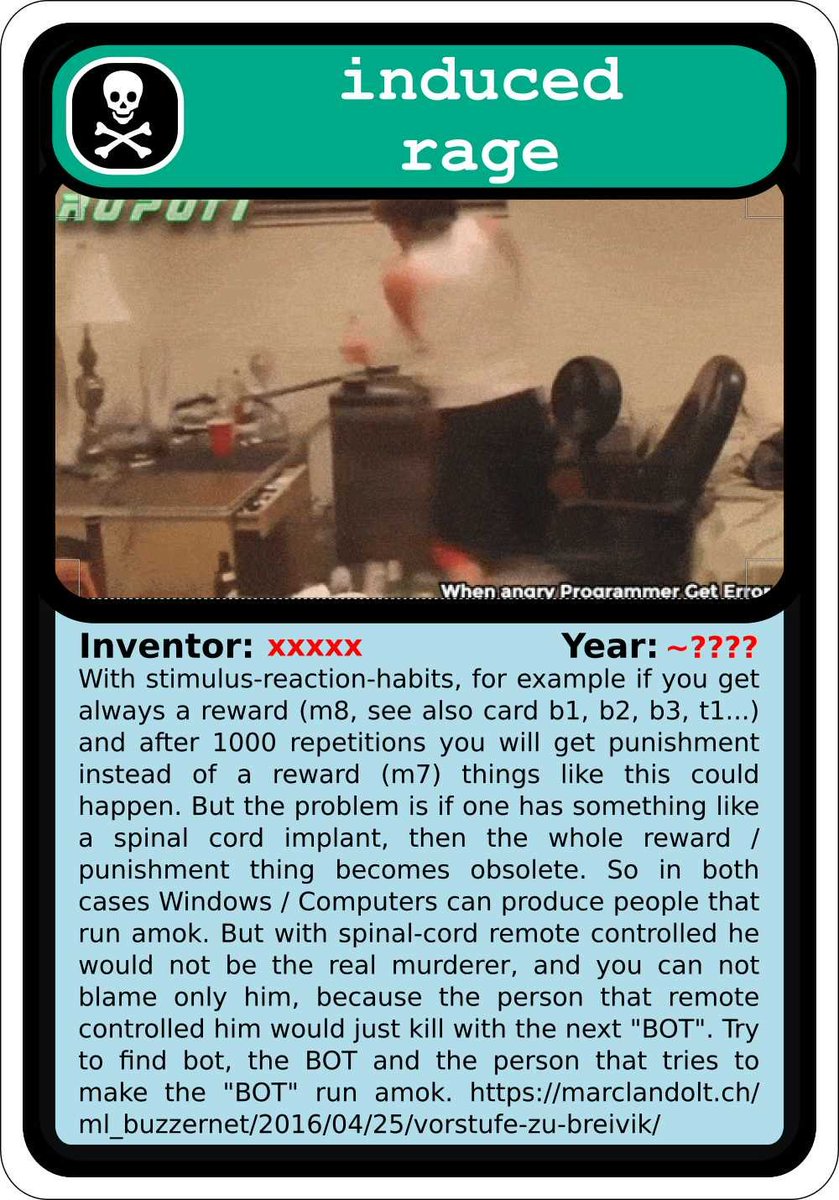 induced
rage
When angry Programmer Get Error
Inventor: xxxxx Year: ~????
With stimulus-reaction-habits, for example if you get
always a reward (m8, see also card b1, b2, b3, t1...)
and after 1000 repetitions you will get punishment
instead of a reward (m7) things like this could
happen. But the problem is if one has something like
a spinal cord implant, then the whole reward /
punishment thing becomes obsolete. So in both
cases Windows / Computers can produce people that
run amok. But with spinal-cord remote controlled he
would not be the real murderer, and you can not
blame only him, because the person that remote
controlled him would just kill with the next "BOT". Try
to find bot, the BOT and the person that tries to
make the "BOT" run amok. https://marclandolt.ch/
ml_buzzernet/2016/04/25/vorstufe-zu-breivik/